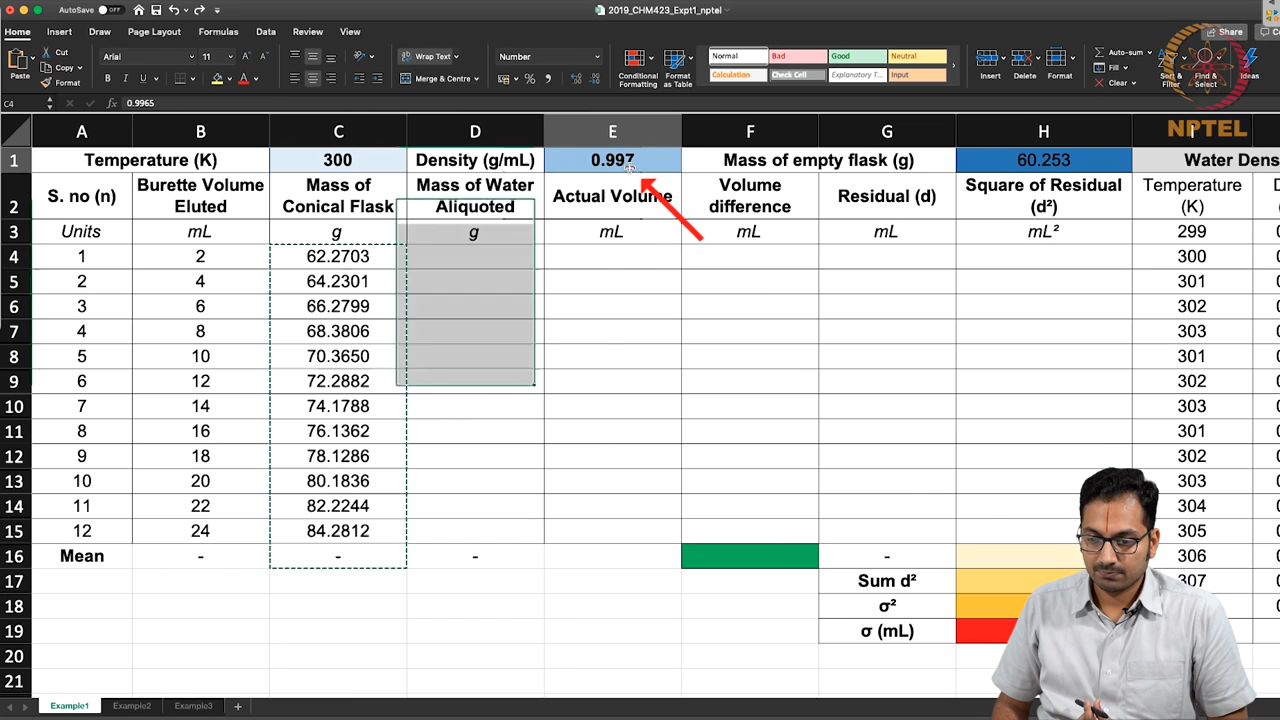 AutoSave OFF 2019_CHM423_Expt1_nptel
Home Insert Draw Page Layout Formulas Data Review View Share
Paste Cut Copy Format
Arial 11 Wrap Text Merge & Centre
Number
Conditional Formatting Format as Table
Normal Bad Good Neutral
Calculation Check Cell Explanatory T... Input
Insert Delete Format
Auto-sum Fill Clear Sort & Filter Find & Select Ideas
NPTEL
C4 fx 0.9965
A B C D E F G H I
1 Temperature (K) 300 Density (g/mL) 0.997 Mass of empty flask (g) 60.253 Water Dens
2 S. no (n) Burette Volume Eluted Mass of Conical Flask Mass of Water Aliquoted Actual Volume Volume difference Residual (d) Square of Residual (d²) Temperature (K)
3 Units mL g g mL mL mL mL² 299
4 1 2 62.2703 300
5 2 4 64.2301 301
6 3 6 66.2799 302
7 4 8 68.3806 303
8 5 10 70.3650 301
9 6 12 72.2882 302
10 7 14 74.1788 303
11 8 16 76.1362 301
12 9 18 78.1286 302
13 10 20 80.1836 303
14 11 22 82.2244 304
15 12 24 84.2812 305
16 Mean - - - - 306
17 Sum d² 307
18 σ²
19 σ (mL)
20
21
Example1 Example2 Example3 +